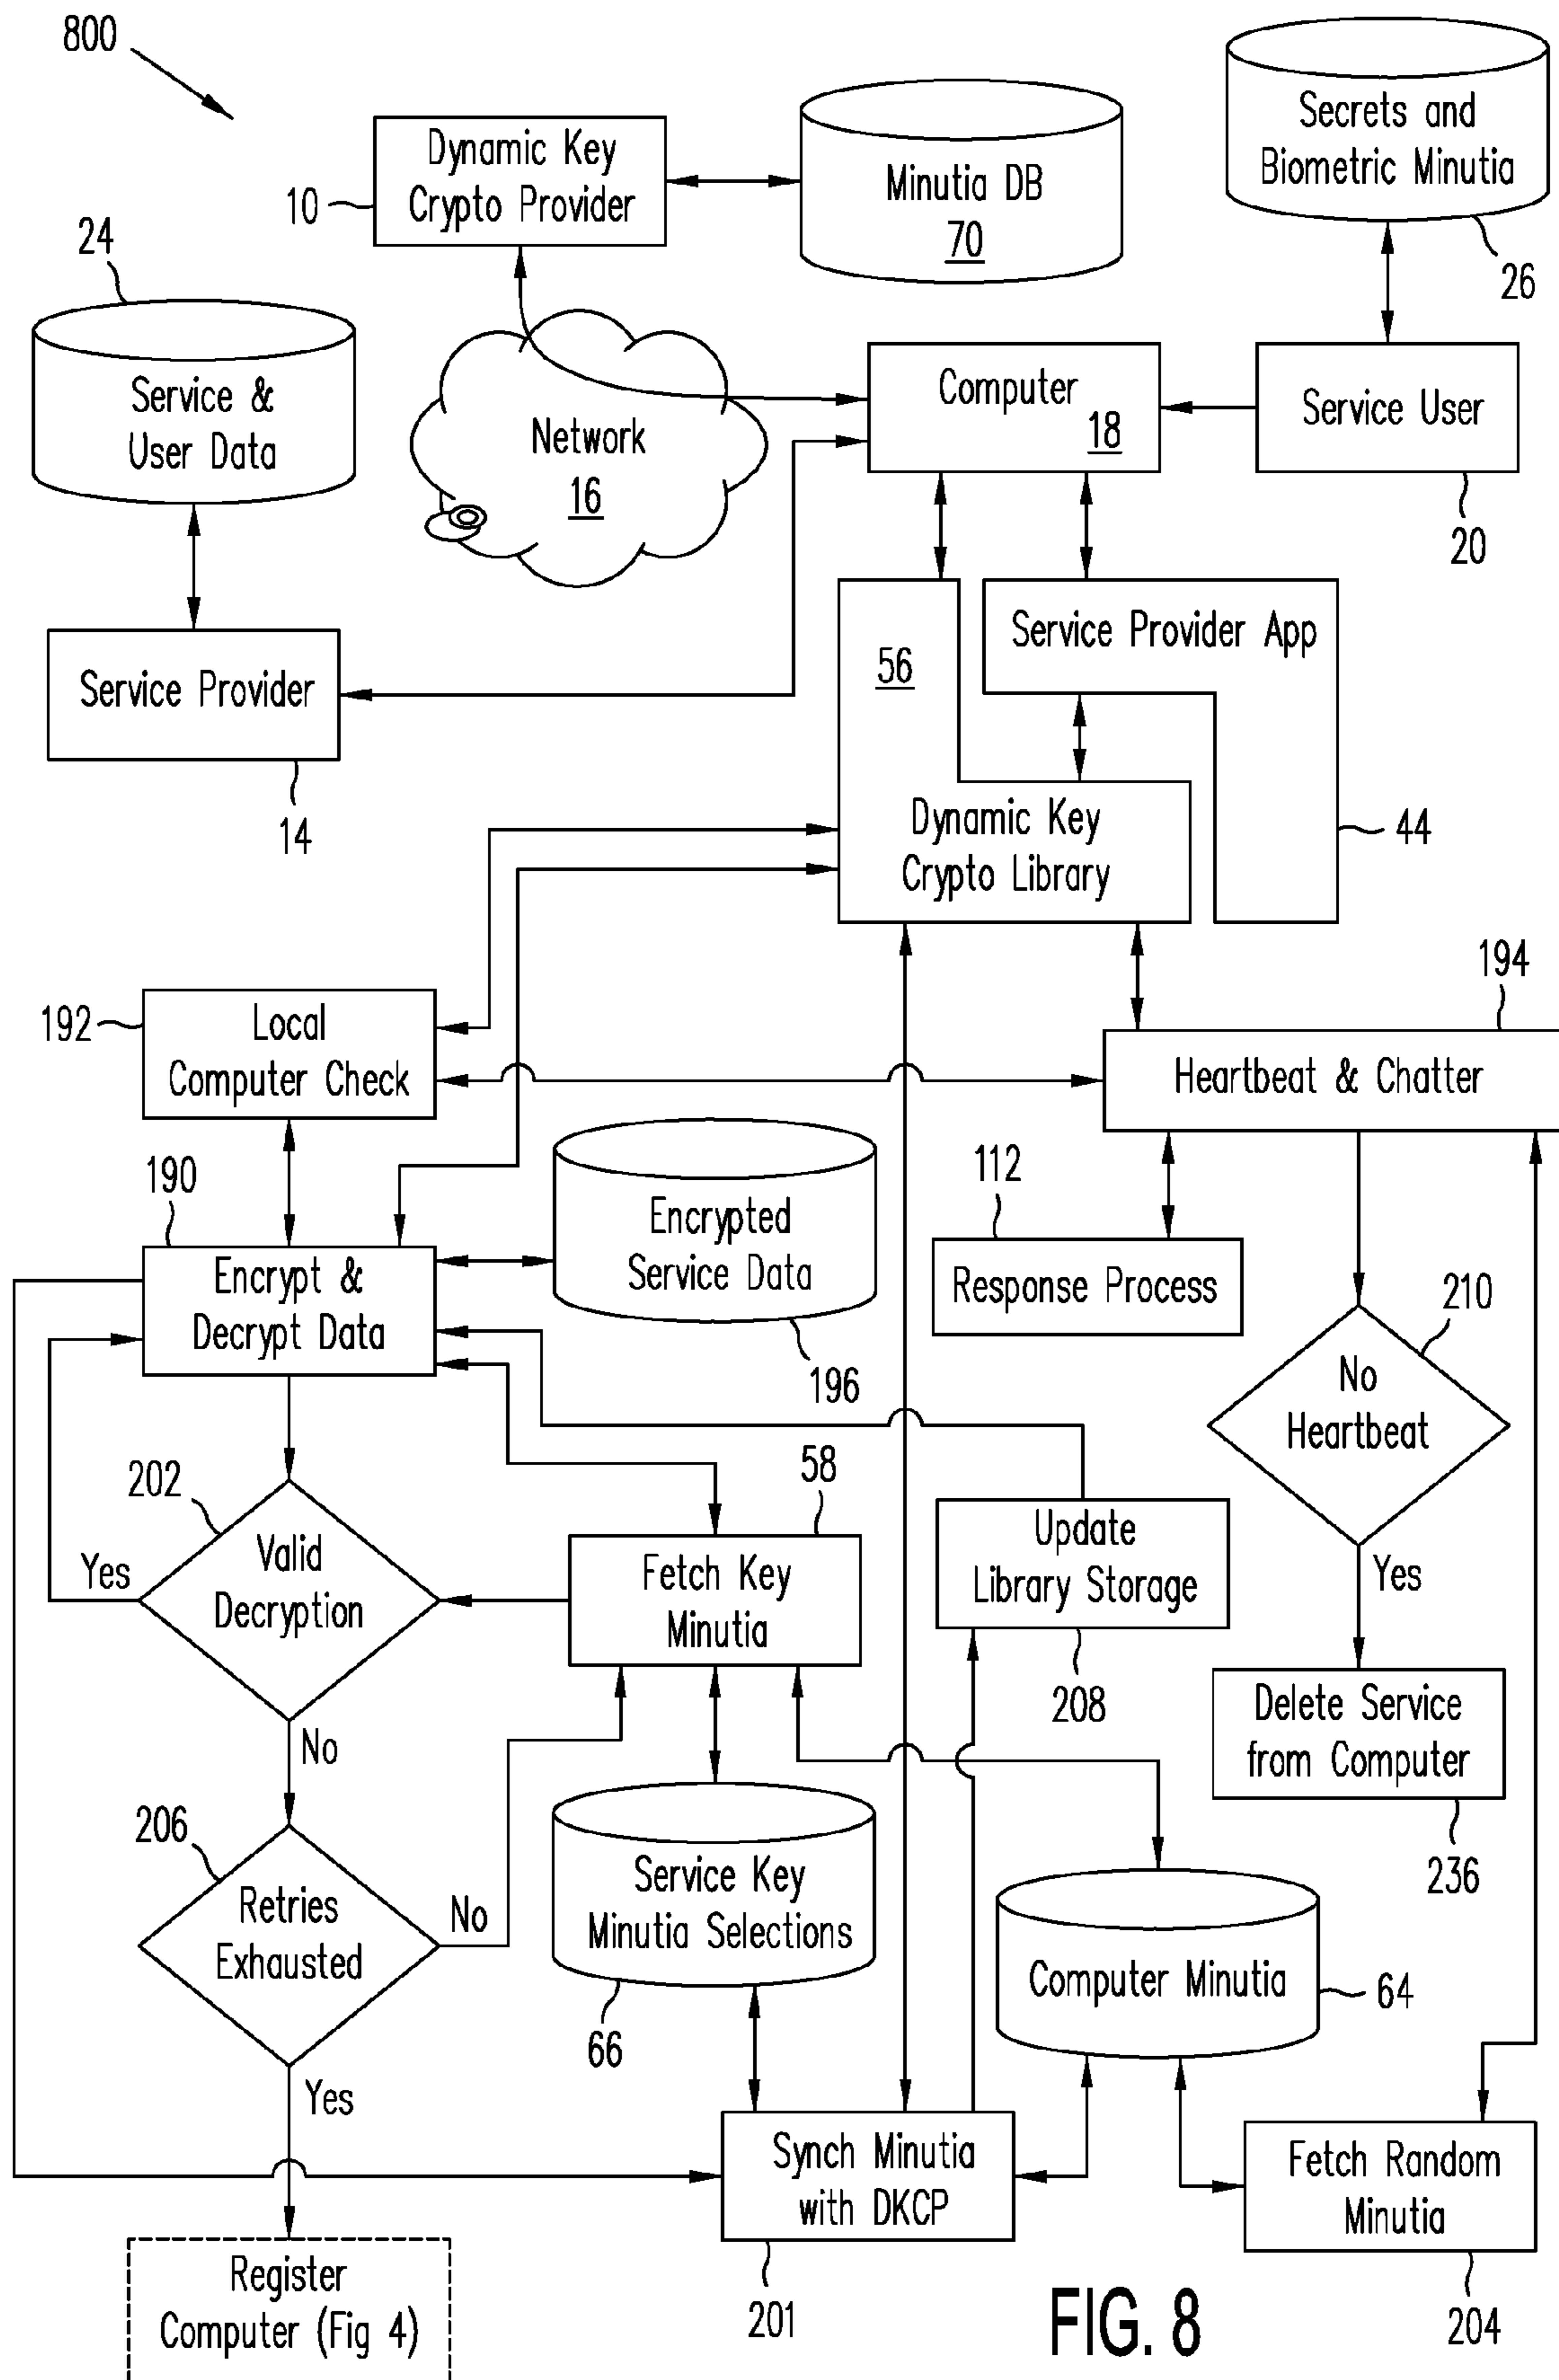 800
Dynamic Key
Crypto Provider
10
Minutia DB
70
Secrets and
Biometric Minutia
26
24
Service &
User Data
Network
16
Computer
18
Service User
20
Service Provider
14
56
Service Provider App
Dynamic Key
Crypto Library
44
192
Local
Computer Check
194
Heartbeat & Chatter
190
Encrypt &
Decrypt Data
Encrypted
Service Data
196
112
Response Process
210
No
Heartbeat
Yes
202
Valid
Decryption
Yes
No
58
Fetch Key
Minutia
Update
Library Storage
208
Delete Service
from Computer
236
206
Retries
Exhausted
No
Yes
Service Key
Minutia Selections
66
Computer Minutia
64
Synch Minutia
with DKCP
201
Fetch Random
Minutia
204
Register
Computer (Fig 4)
FIG. 8